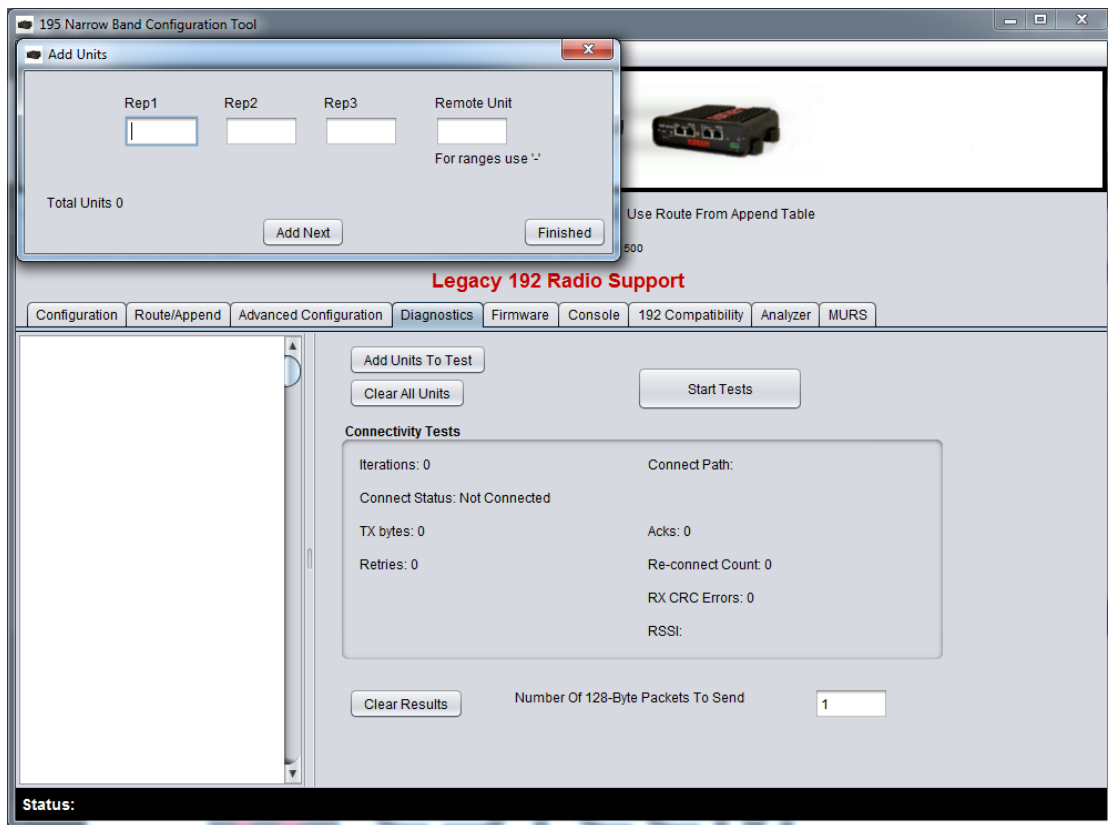 195 Narrow Band Configuration Tool
Add Units
Rep1 Rep2 Rep3 Remote Unit
For ranges use '-'
Total Units 0
Add Next Finished
Use Route From Append Table
500
Legacy 192 Radio Support
Configuration Route/Append Advanced Configuration Diagnostics Firmware Console 192 Compatibility Analyzer MURS
Add Units To Test
Clear All Units
Start Tests
Connectivity Tests
Iterations: 0 Connect Path:
Connect Status: Not Connected
TX bytes: 0 Acks: 0
Retries: 0 Re-connect Count: 0
RX CRC Errors: 0
RSSI:
Clear Results Number Of 128-Byte Packets To Send 1
Status: